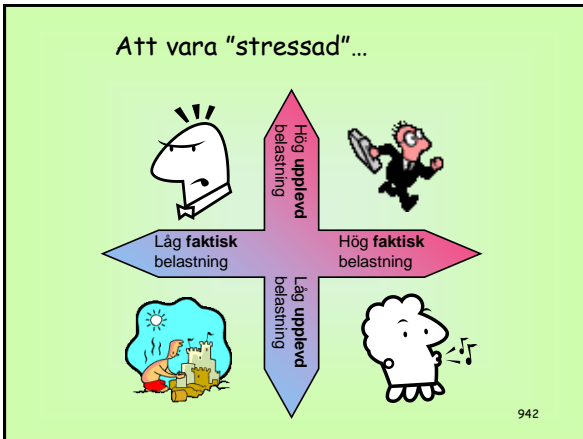 Att vara ”stressad”…
Hög upplevd
belastning
Låg faktisk
belastning
Hög faktisk
belastning
Låg upplevd
belastning
942